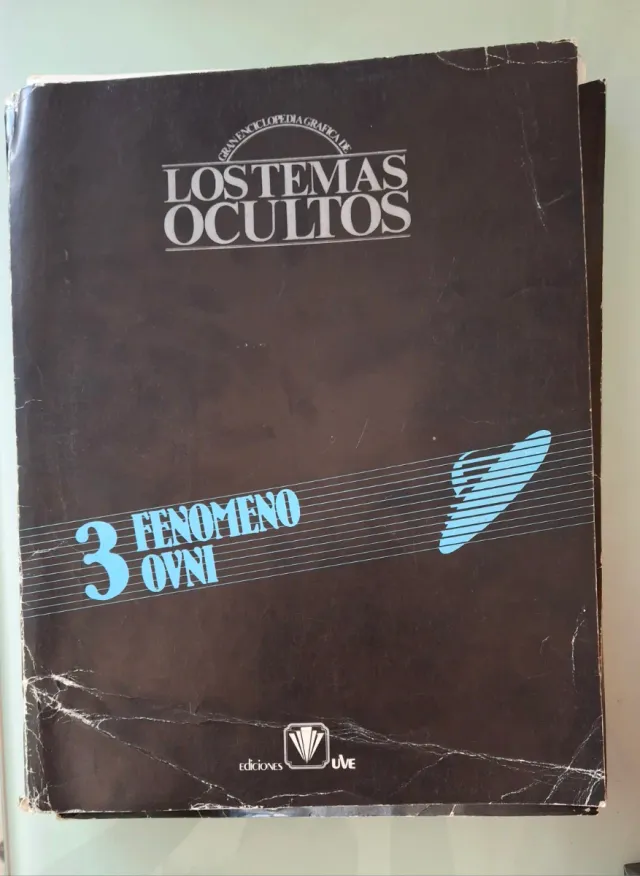 GRAN ENCICLOPEDIA GRAFICA DE
LOS TEMAS
OCULTOS
3 FENOMENO
OVNI
EDICIONES UVE